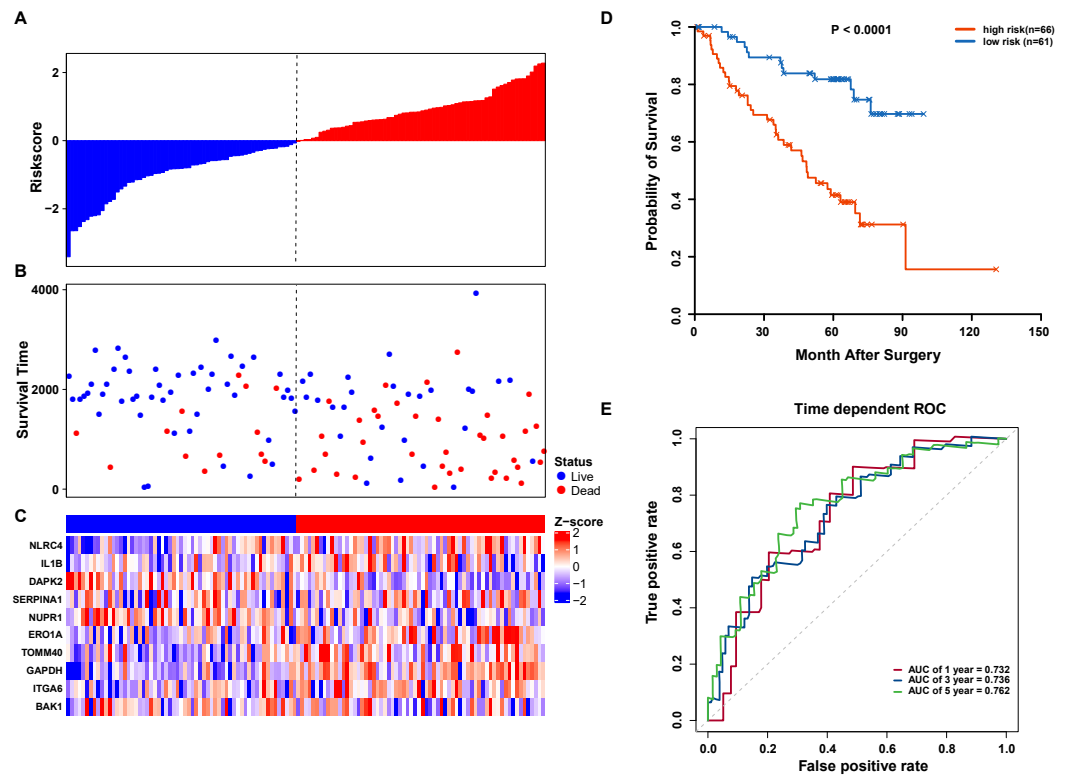 A
Riskscore
2
0
−2
B
Survival Time
4000
2000
0
Status
Live
Dead
C
Z−score
2
1
0
−1
−2
NLRC4
IL1B
DAPK2
SERPINA1
NUPR1
ERO1A
TOMM40
GAPDH
ITGA6
BAK1
D
P < 0.0001
high risk(n=66)
low risk (n=61)
Probability of Survival
1.0
0.8
0.6
0.4
0.2
0.0
0 30 60 90 120 150
Month After Surgery
E
Time dependent ROC
True positive rate
1.0
0.8
0.6
0.4
0.2
0.0
AUC of 1 year = 0.732
AUC of 3 year = 0.736
AUC of 5 year = 0.762
0.0 0.2 0.4 0.6 0.8 1.0
False positive rate